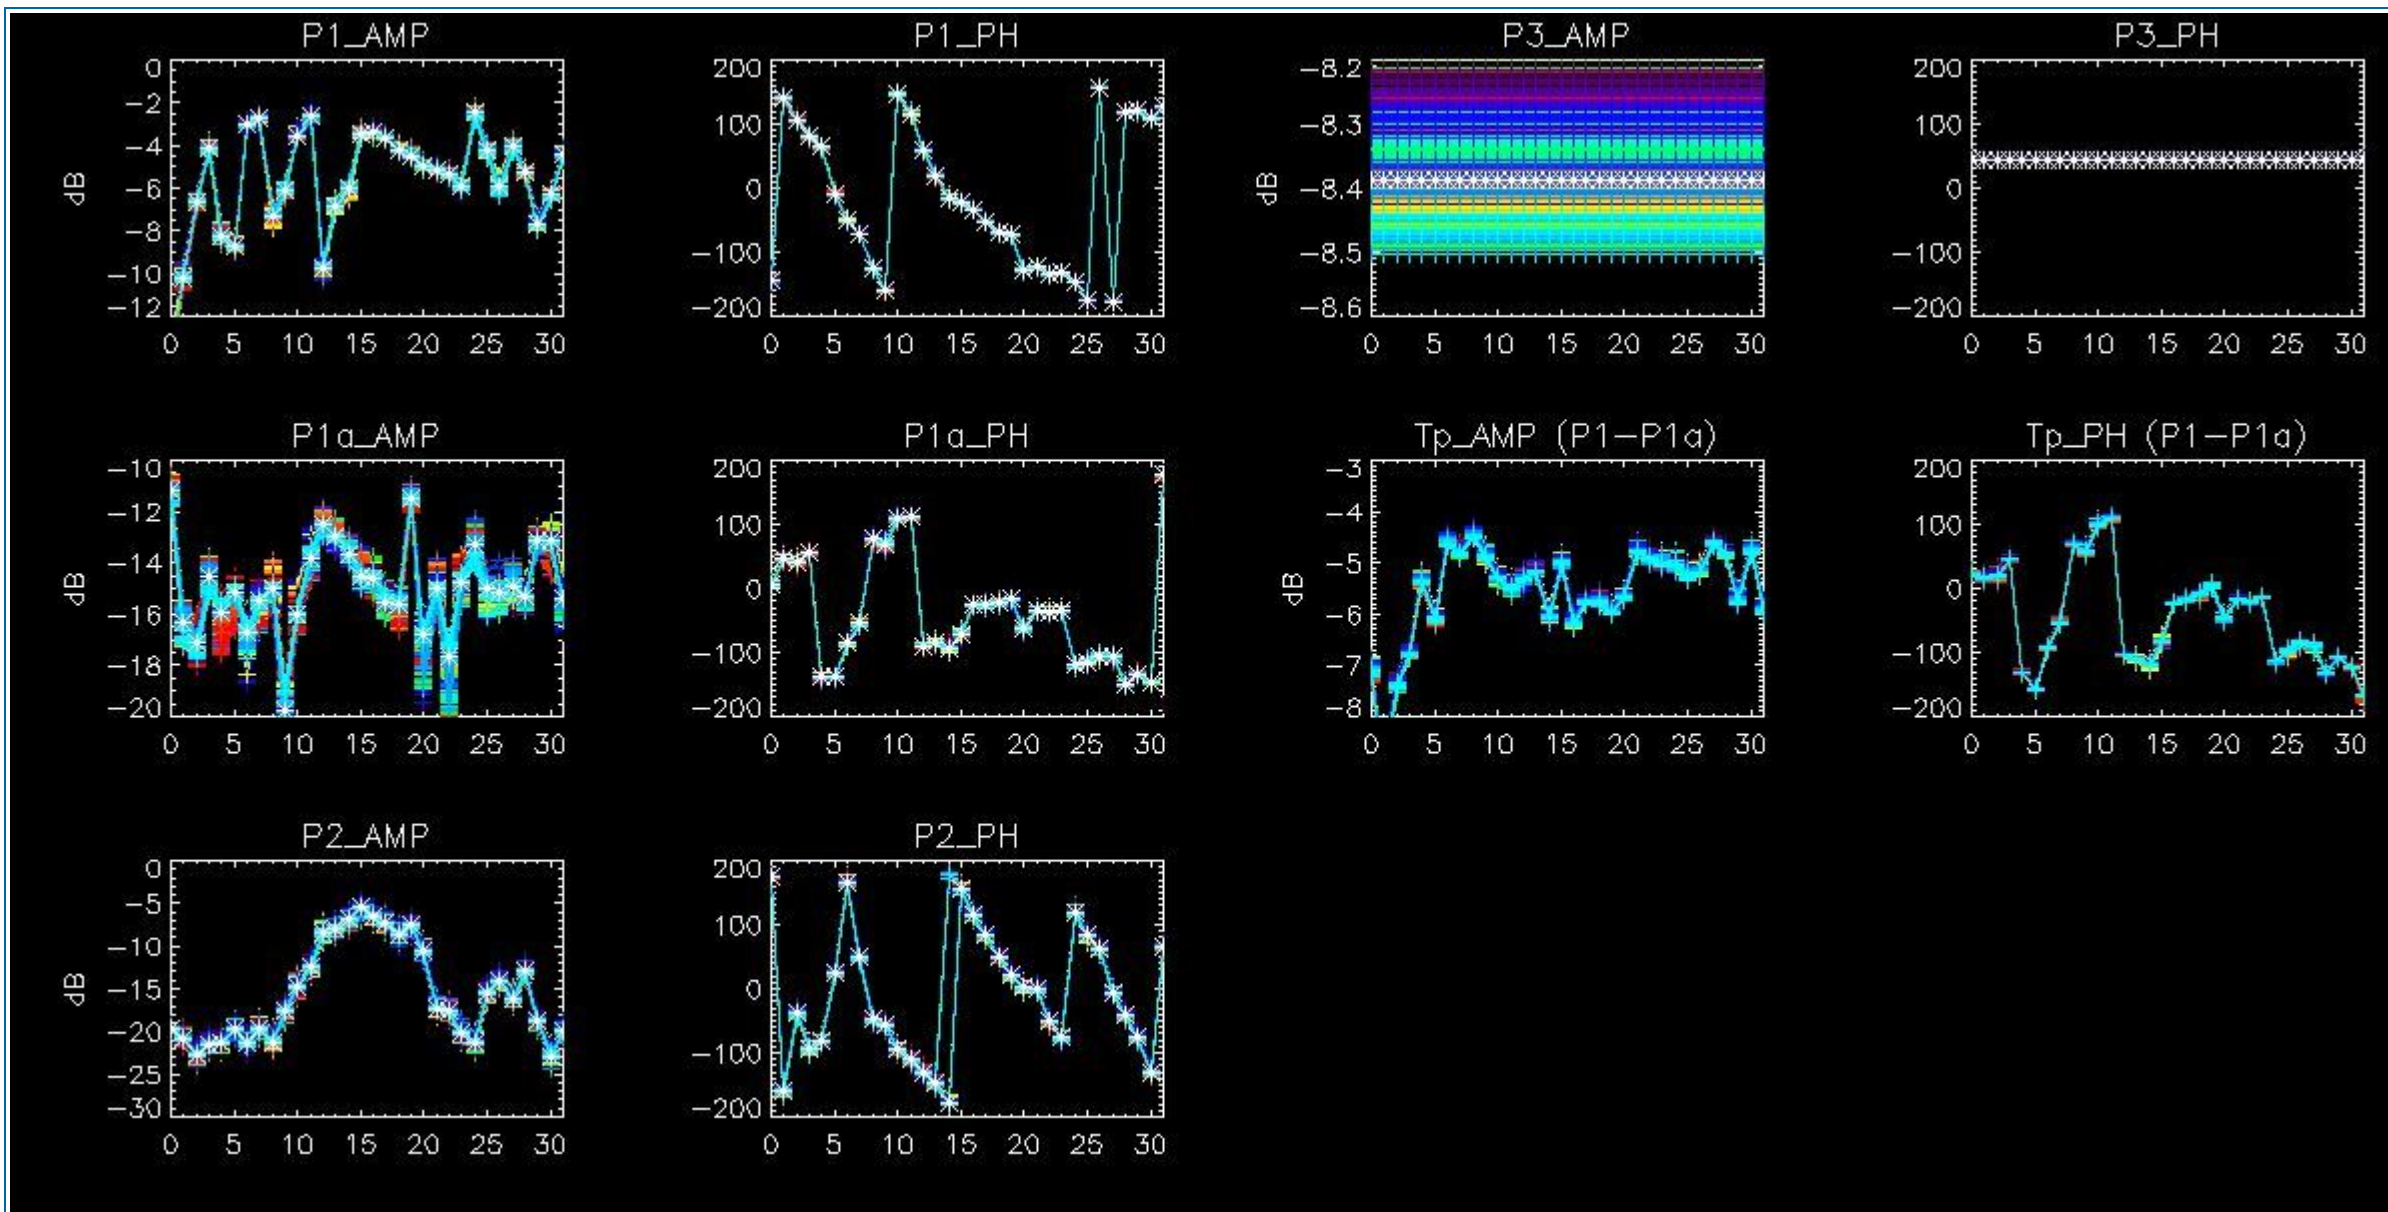 P1_AMP
0
−2
−4
−6
−8
−10
−12
dB
0 5 10 15 20 25 30
P1_PH
200
100
0
−100
−200
0 5 10 15 20 25 30
P3_AMP
−8.2
−8.3
−8.4
−8.5
−8.6
dB
0 5 10 15 20 25 30
P3_PH
200
100
0
−100
−200
0 5 10 15 20 25 30
P1a_AMP
−10
−12
−14
−16
−18
−20
dB
0 5 10 15 20 25 30
P1a_PH
200
100
0
−100
−200
0 5 10 15 20 25 30
Tp_AMP (P1−P1a)
−3
−4
−5
−6
−7
−8
dB
0 5 10 15 20 25 30
Tp_PH (P1−P1a)
200
100
0
−100
−200
0 5 10 15 20 25 30
P2_AMP
0
−5
−10
−15
−20
−25
−30
dB
0 5 10 15 20 25 30
P2_PH
200
100
0
−100
−200
0 5 10 15 20 25 30